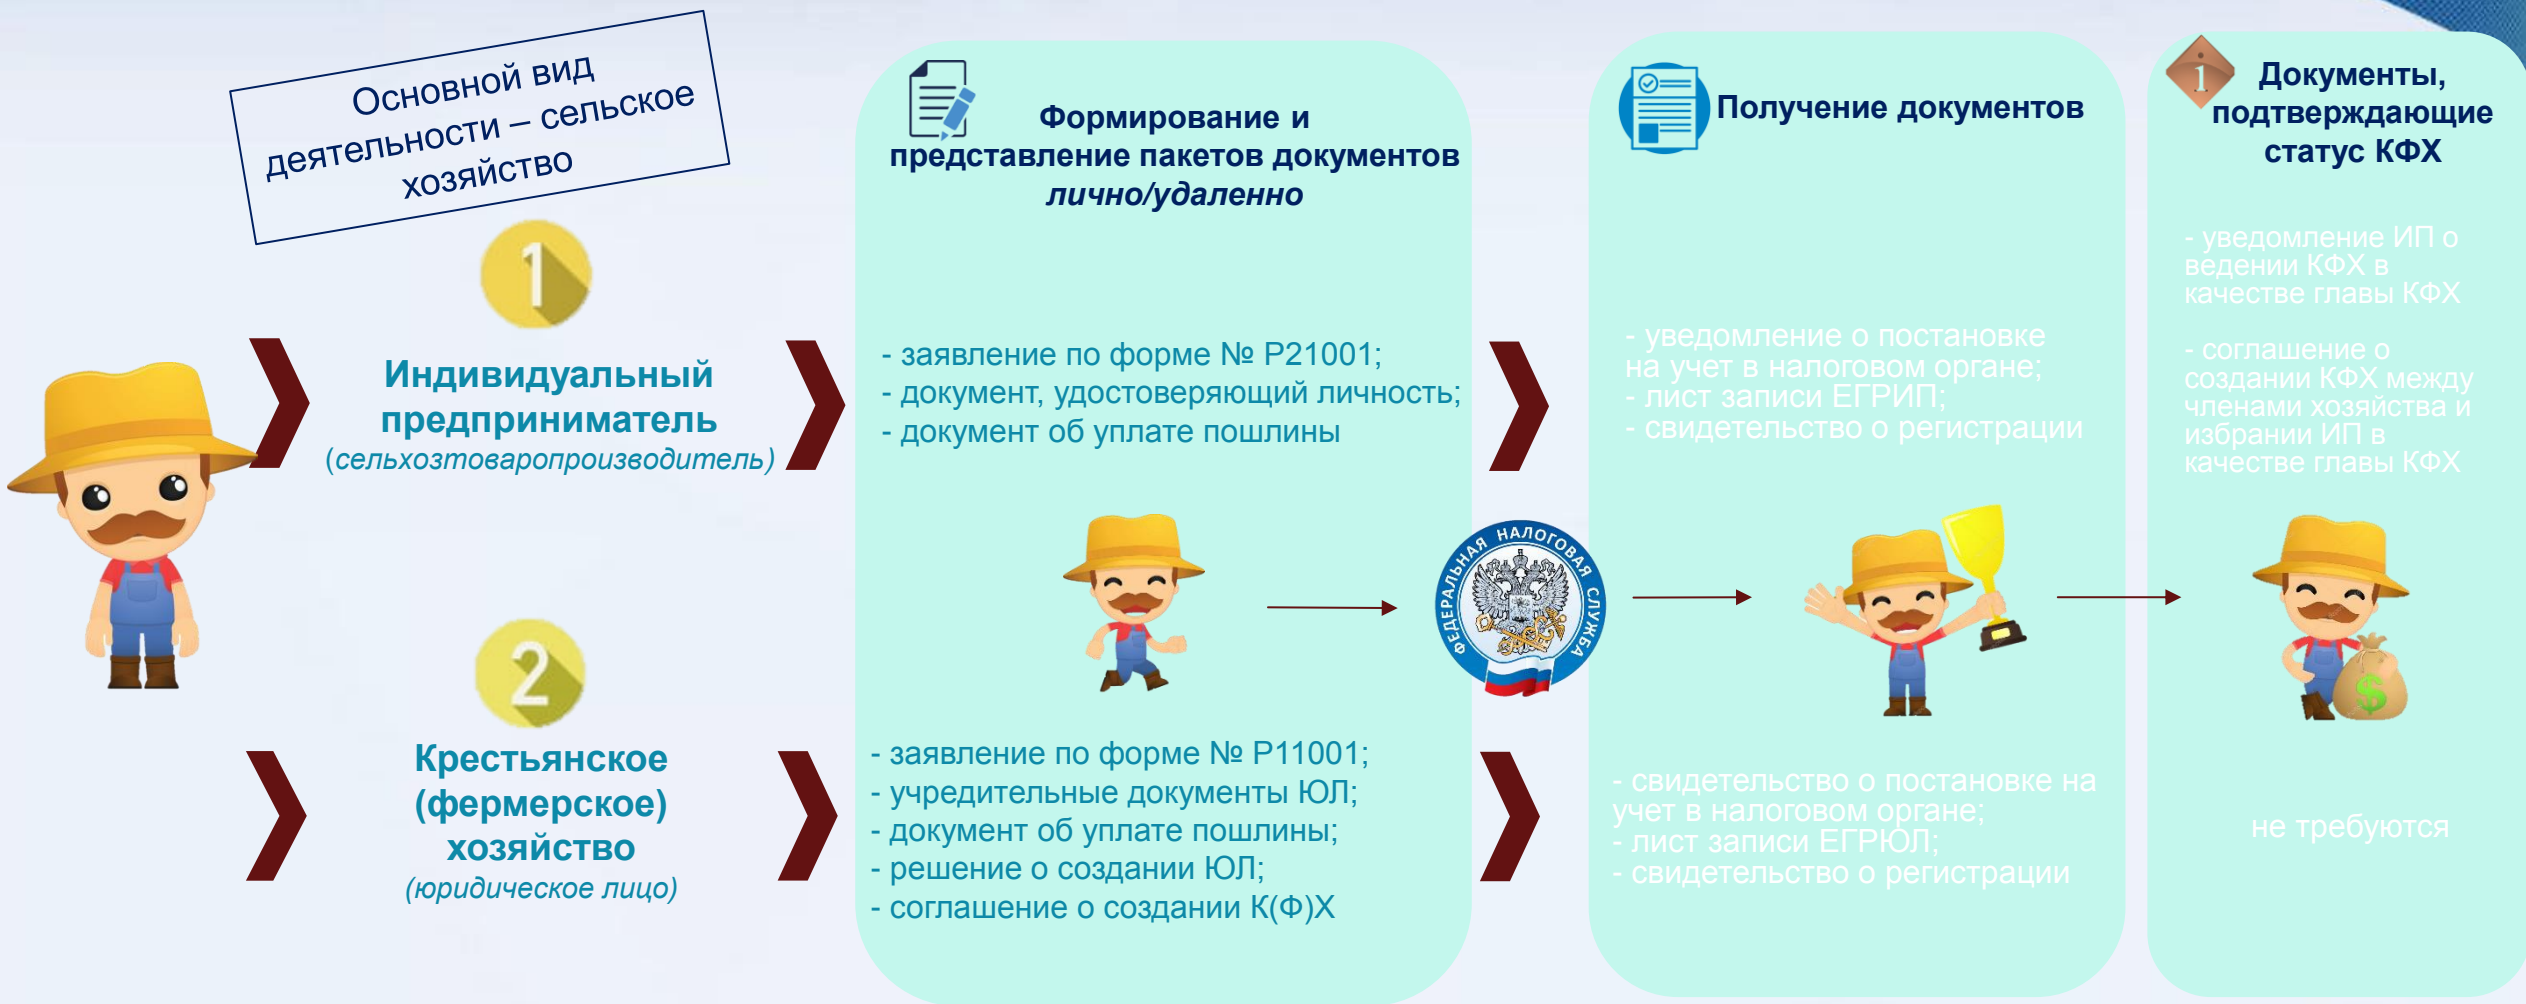 Основной вид
деятельности – сельское
хозяйство
1
Индивидуальный
предприниматель
(сельхозтоваропроизводитель)
2
Крестьянское
(фермерское)
хозяйство
(юридическое лицо)
Формирование и
представление пакетов документов
лично/удаленно
- заявление по форме № Р21001;
- документ, удостоверяющий личность;
- документ об уплате пошлины
- заявление по форме № Р11001;
- учредительные документы ЮЛ;
- документ об уплате пошлины;
- решение о создании ЮЛ;
- соглашение о создании К(Ф)Х
ФЕДЕРАЛЬНАЯ НАЛОГОВАЯ СЛУЖБА
Получение документов
- уведомление о постановке
на учет в налоговом органе;
- лист записи ЕГРИП;
- свидетельство о регистрации
- свидетельство о постановке на
учет в налоговом органе;
- лист записи ЕГРЮЛ;
- свидетельство о регистрации
1
Документы,
подтверждающие
статус КФХ
- уведомление ИП о
ведении КФХ в
качестве главы КФХ
- соглашение о
создании КФХ между
членами хозяйства и
избрании ИП в
качестве главы КФХ
$
не требуются